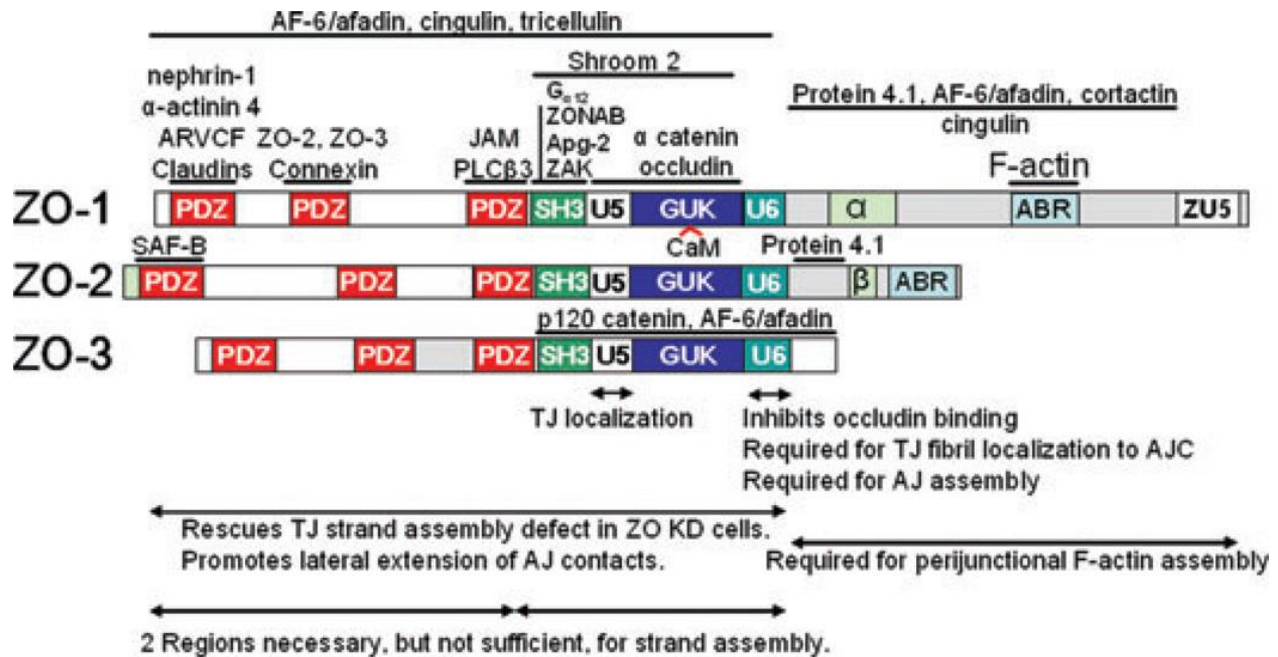 AF-6/afadin, cingulin, tricellulin
Shroom 2
nephrin-1
α-actinin 4
ARVCF
Claudins
ZO-2, ZO-3
Connexin
JAM
PLCβ3
Gα12
ZONAB
Apg-2
ZAK
α catenin
occludin
Protein 4.1, AF-6/afadin, cortactin
cingulin
F-actin
ZO-1 PDZ PDZ PDZ SH3 U5 GUK U6 α ABR ZU5
SAF-B CaM Protein 4.1
ZO-2 PDZ PDZ PDZ SH3 U5 GUK U6 β ABR
p120 catenin, AF-6/afadin
ZO-3 PDZ PDZ PDZ SH3 U5 GUK U6
TJ localization
Inhibits occludin binding
Required for TJ fibril localization to AJC
Required for AJ assembly
Rescues TJ strand assembly defect in ZO KD cells.
Promotes lateral extension of AJ contacts.
Required for perijunctional F-actin assembly
2 Regions necessary, but not sufficient, for strand assembly.